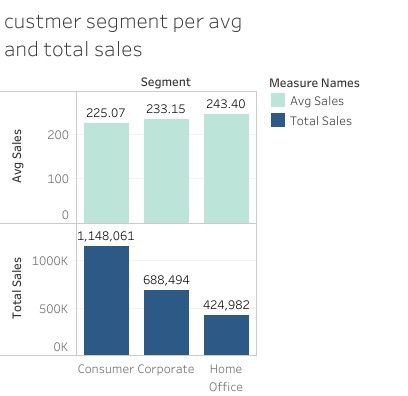 custmer segment per avg
and total sales
Segment
Measure Names
Avg Sales
Total Sales
Avg Sales
200
100
0
225.07 233.15 243.40
Total Sales
1000K
500K
0K
1,148,061
688,494
424,982
Consumer Corporate Home
Office